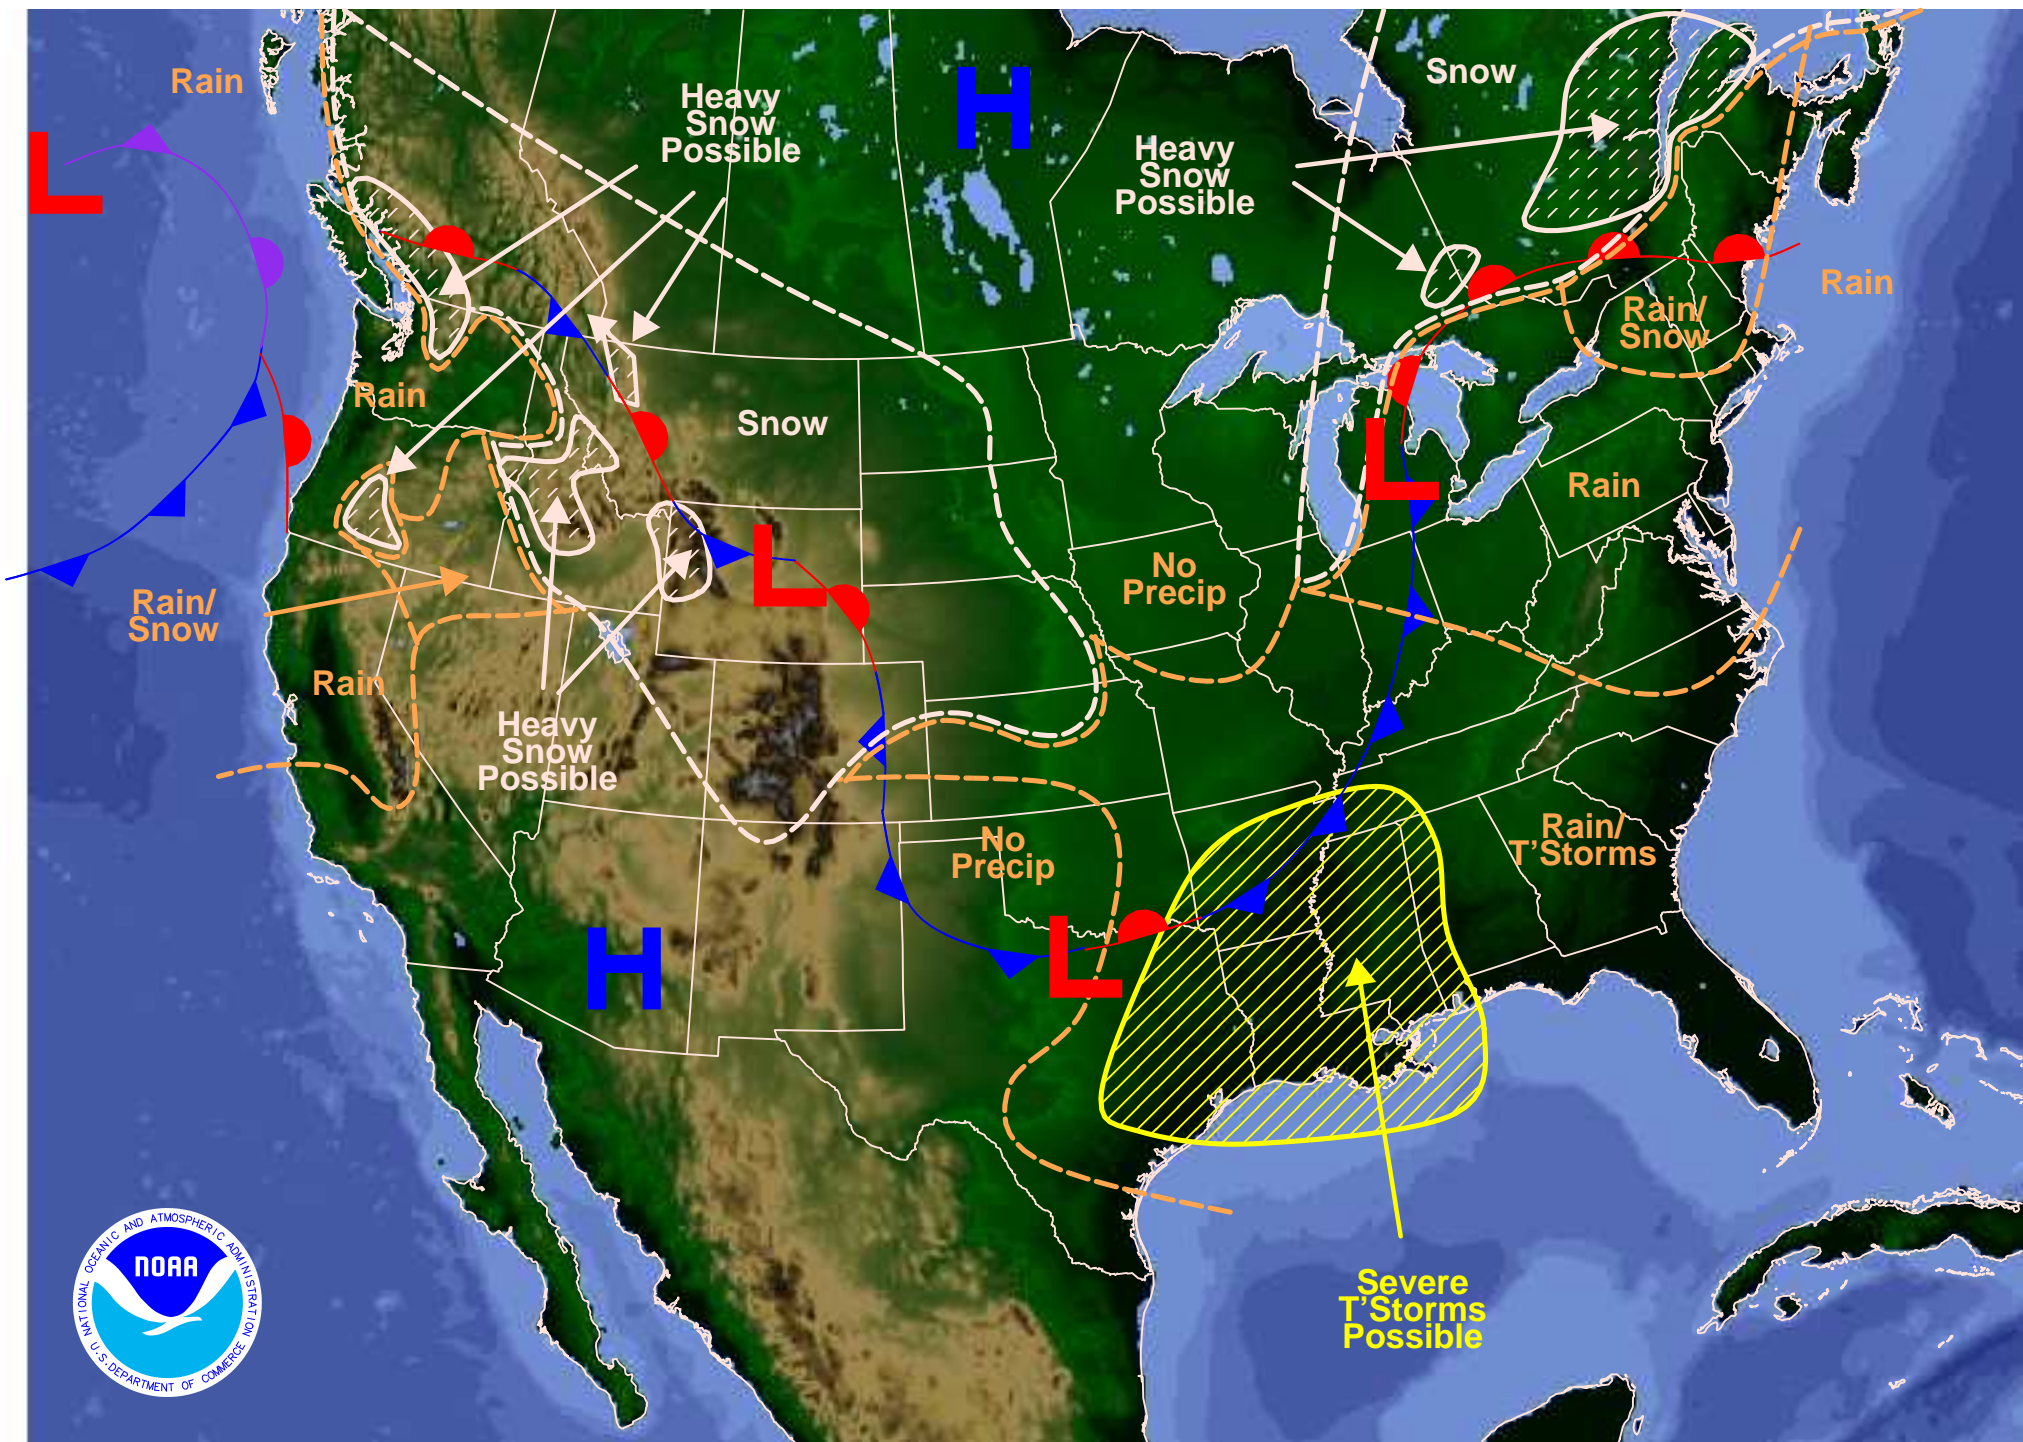 Rain
Heavy
Snow
Possible
H
Snow
Heavy
Snow
Possible
L
Rain
Rain/
Snow
Rain
Snow
L
Rain
No
Precip
L
Rain/
Snow
Rain
Heavy
Snow
Possible
No
Precip
Rain/
T'Storms
H
L
Severe
T'Storms
Possible
NATIONAL OCEANIC AND ATMOSPHERIC ADMINISTRATION
NOAA
U.S. DEPARTMENT OF COMMERCE